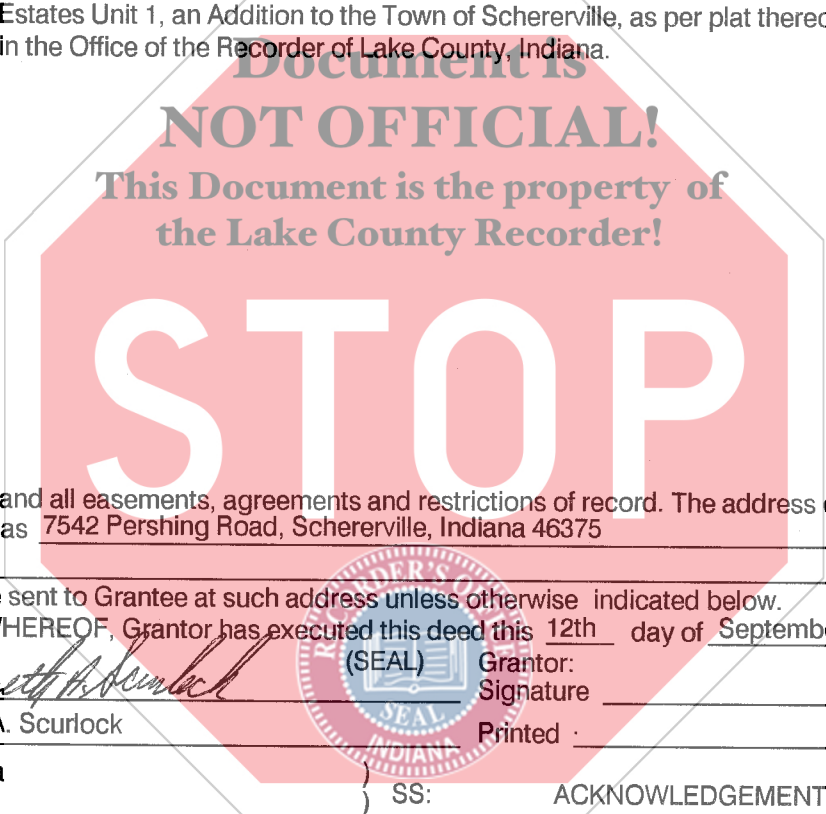 Estates Unit 1, an Addition to the Town of Schererville, as per plat thereo
in the Office of the Recorder of Lake County, Indiana.
Document is
NOT OFFICIAL!
This Document is the property of
the Lake County Recorder!
STOP
and all easements, agreements and restrictions of record. The address
as 7542 Pershing Road, Schererville, Indiana 46375
sent to Grantee at such address unless otherwise indicated below.
HEREOF, Grantor has executed this deed this 12th day of Septemb
(SEAL) Grantor:
Scurlock Signature
A. Scurlock Printed
RECORDER'S OFFICE
SEAL
INDIANA
a )
) SS: ACKNOWLEDGEMENT